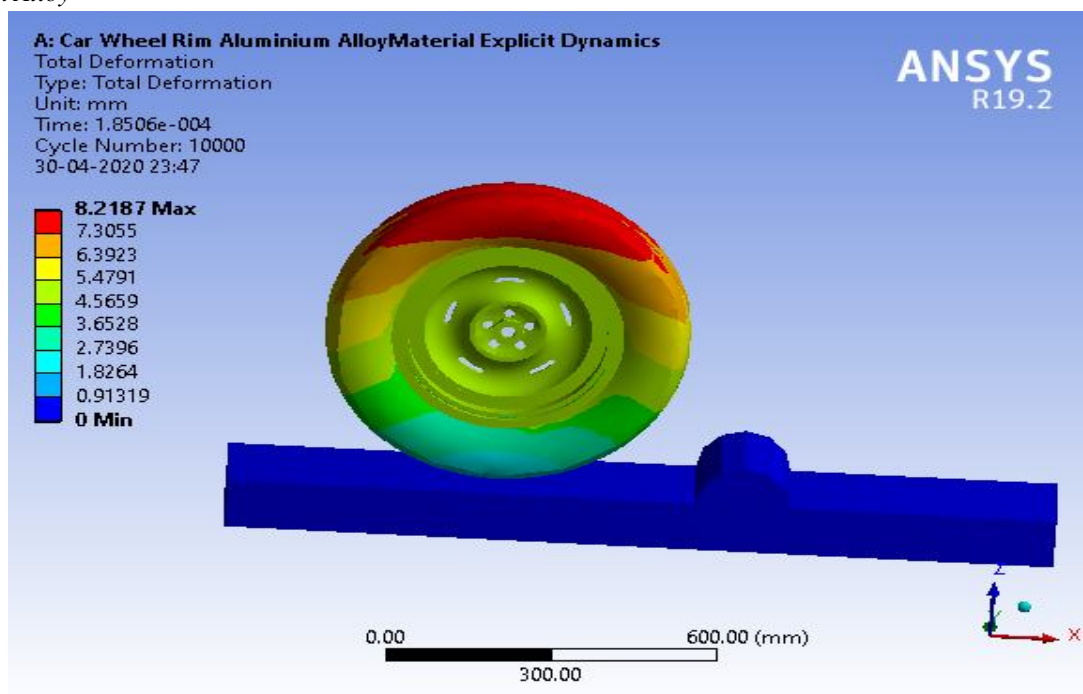 A: Car Wheel Rim Aluminium AlloyMaterial Explicit Dynamics
Total Deformation
Type: Total Deformation
Unit: mm
Time: 1.8506e-004
Cycle Number: 10000
30-04-2020 23:47
ANSYS
R19.2
8.2187 Max
7.3055
6.3923
5.4791
4.5659
3.6528
2.7396
1.8264
0.91319
0 Min
Z
X
0.00
600.00 (mm)
300.00